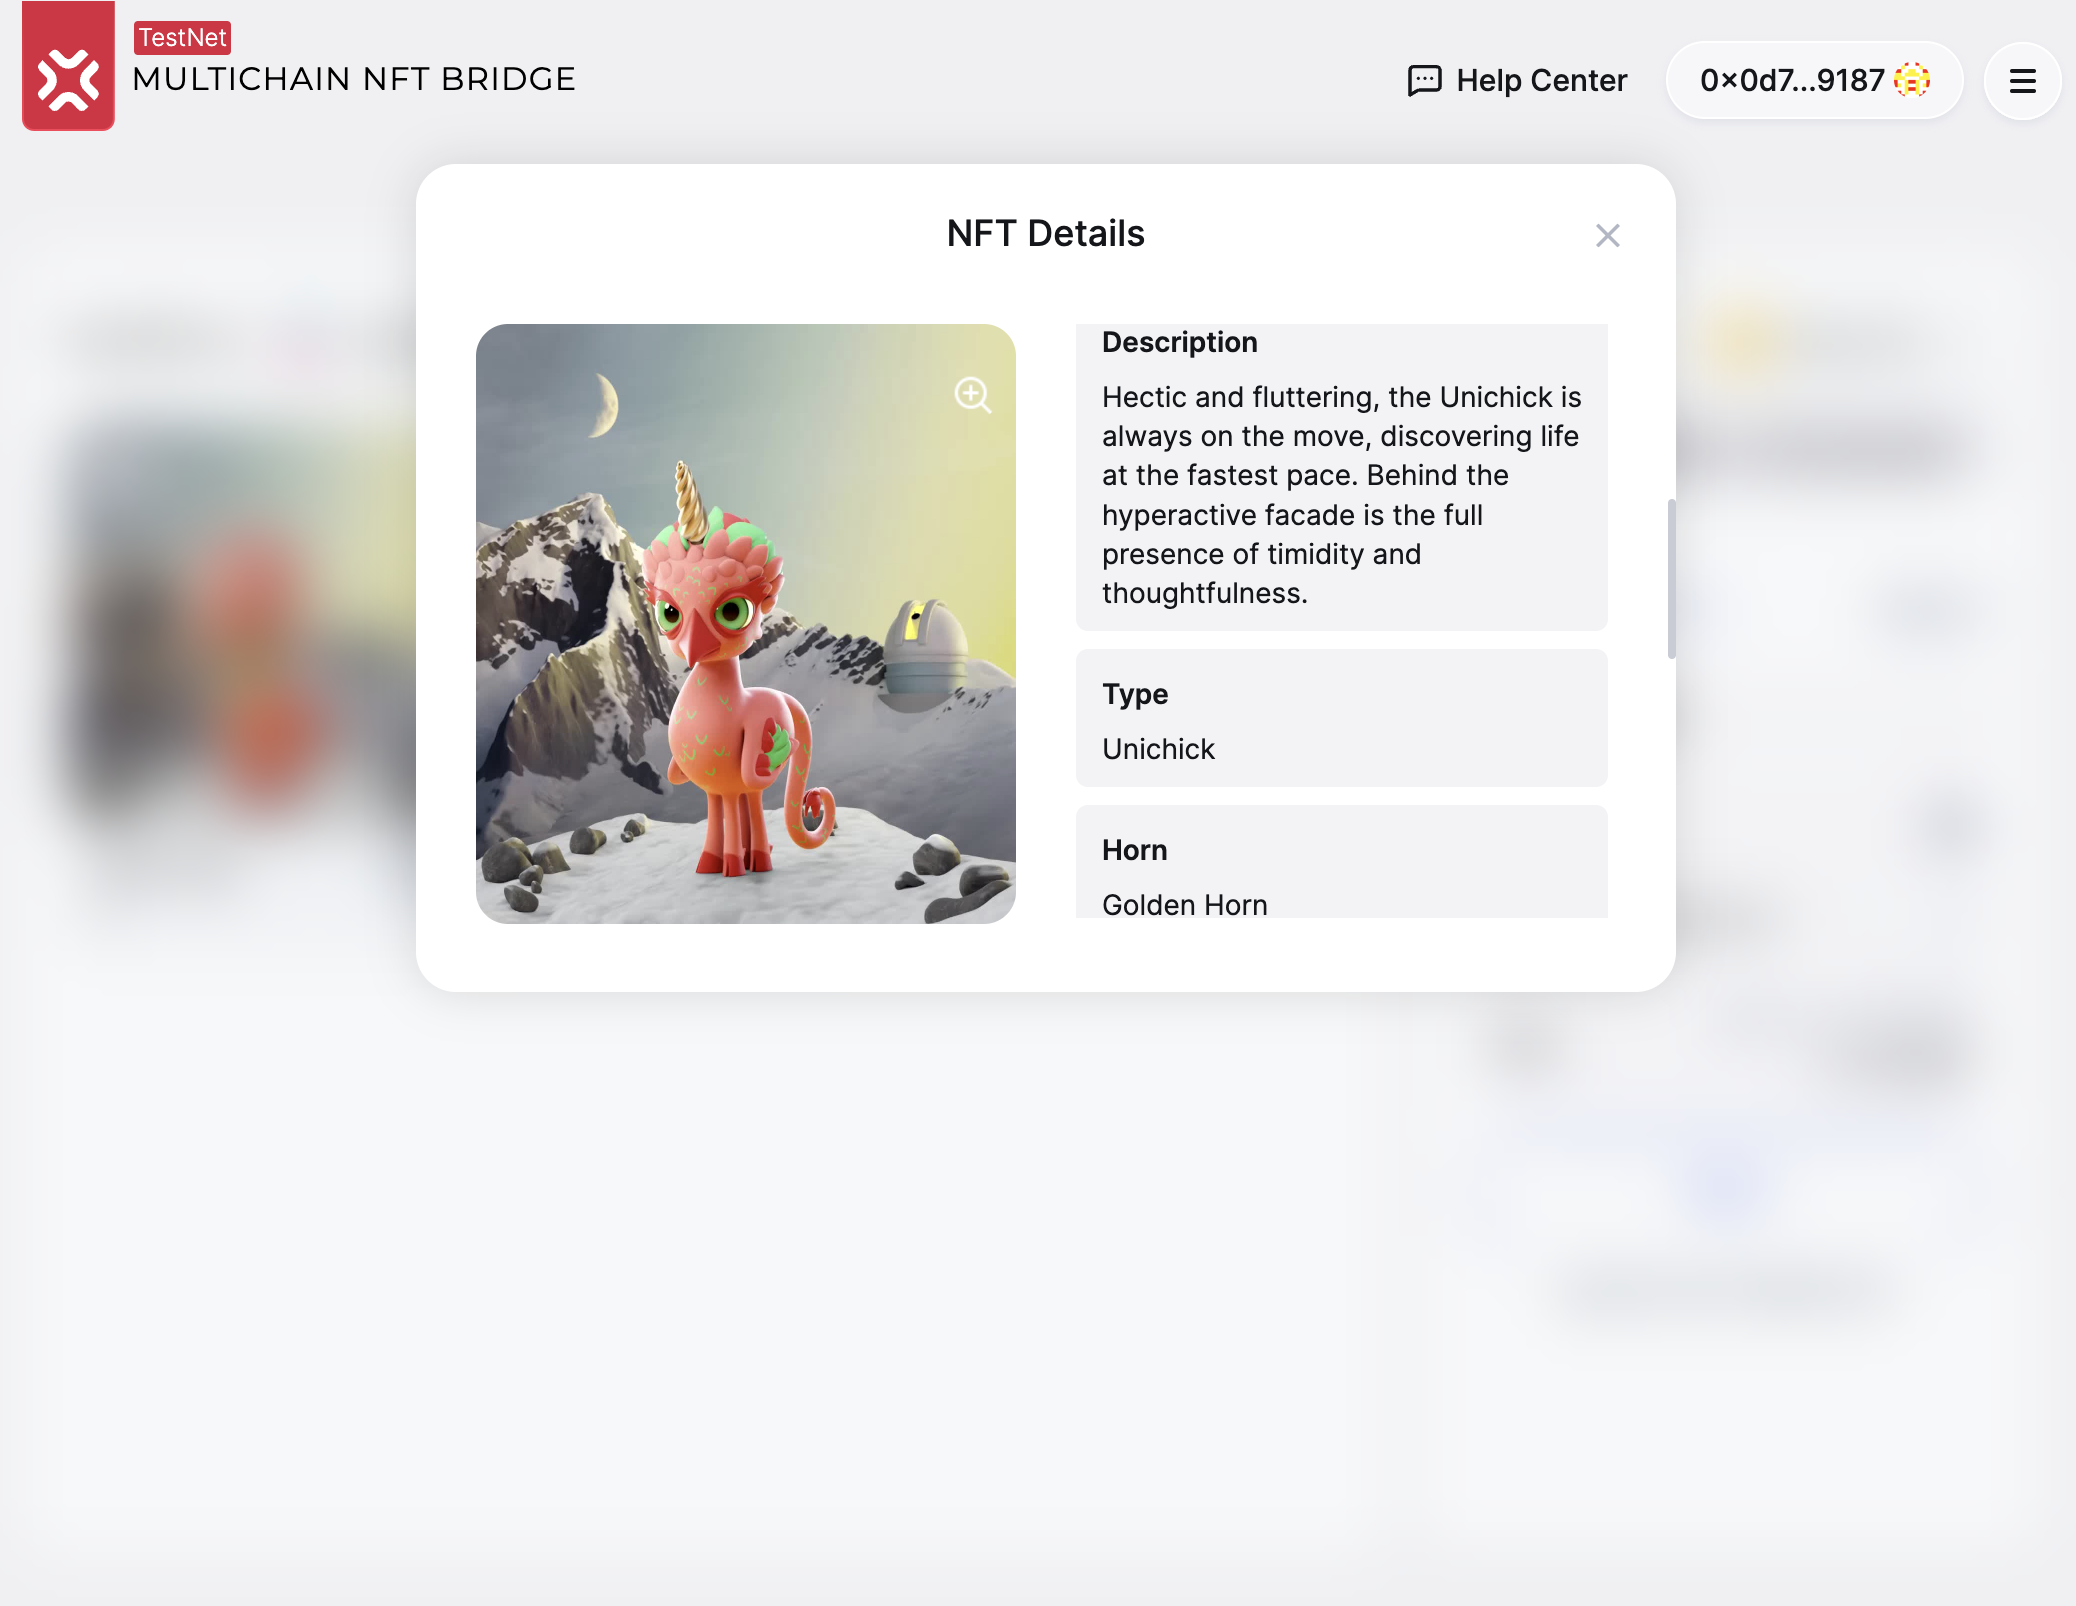 TestNet
MULTICHAIN NFT BRIDGE
Help Center
0x0d7...9187
NFT Details
Description
Hectic and fluttering, the Unichick is
always on the move, discovering life
at the fastest pace. Behind the
hyperactive facade is the full
presence of timidity and
thoughtfulness.
Type
Unichick
Horn
Golden Horn